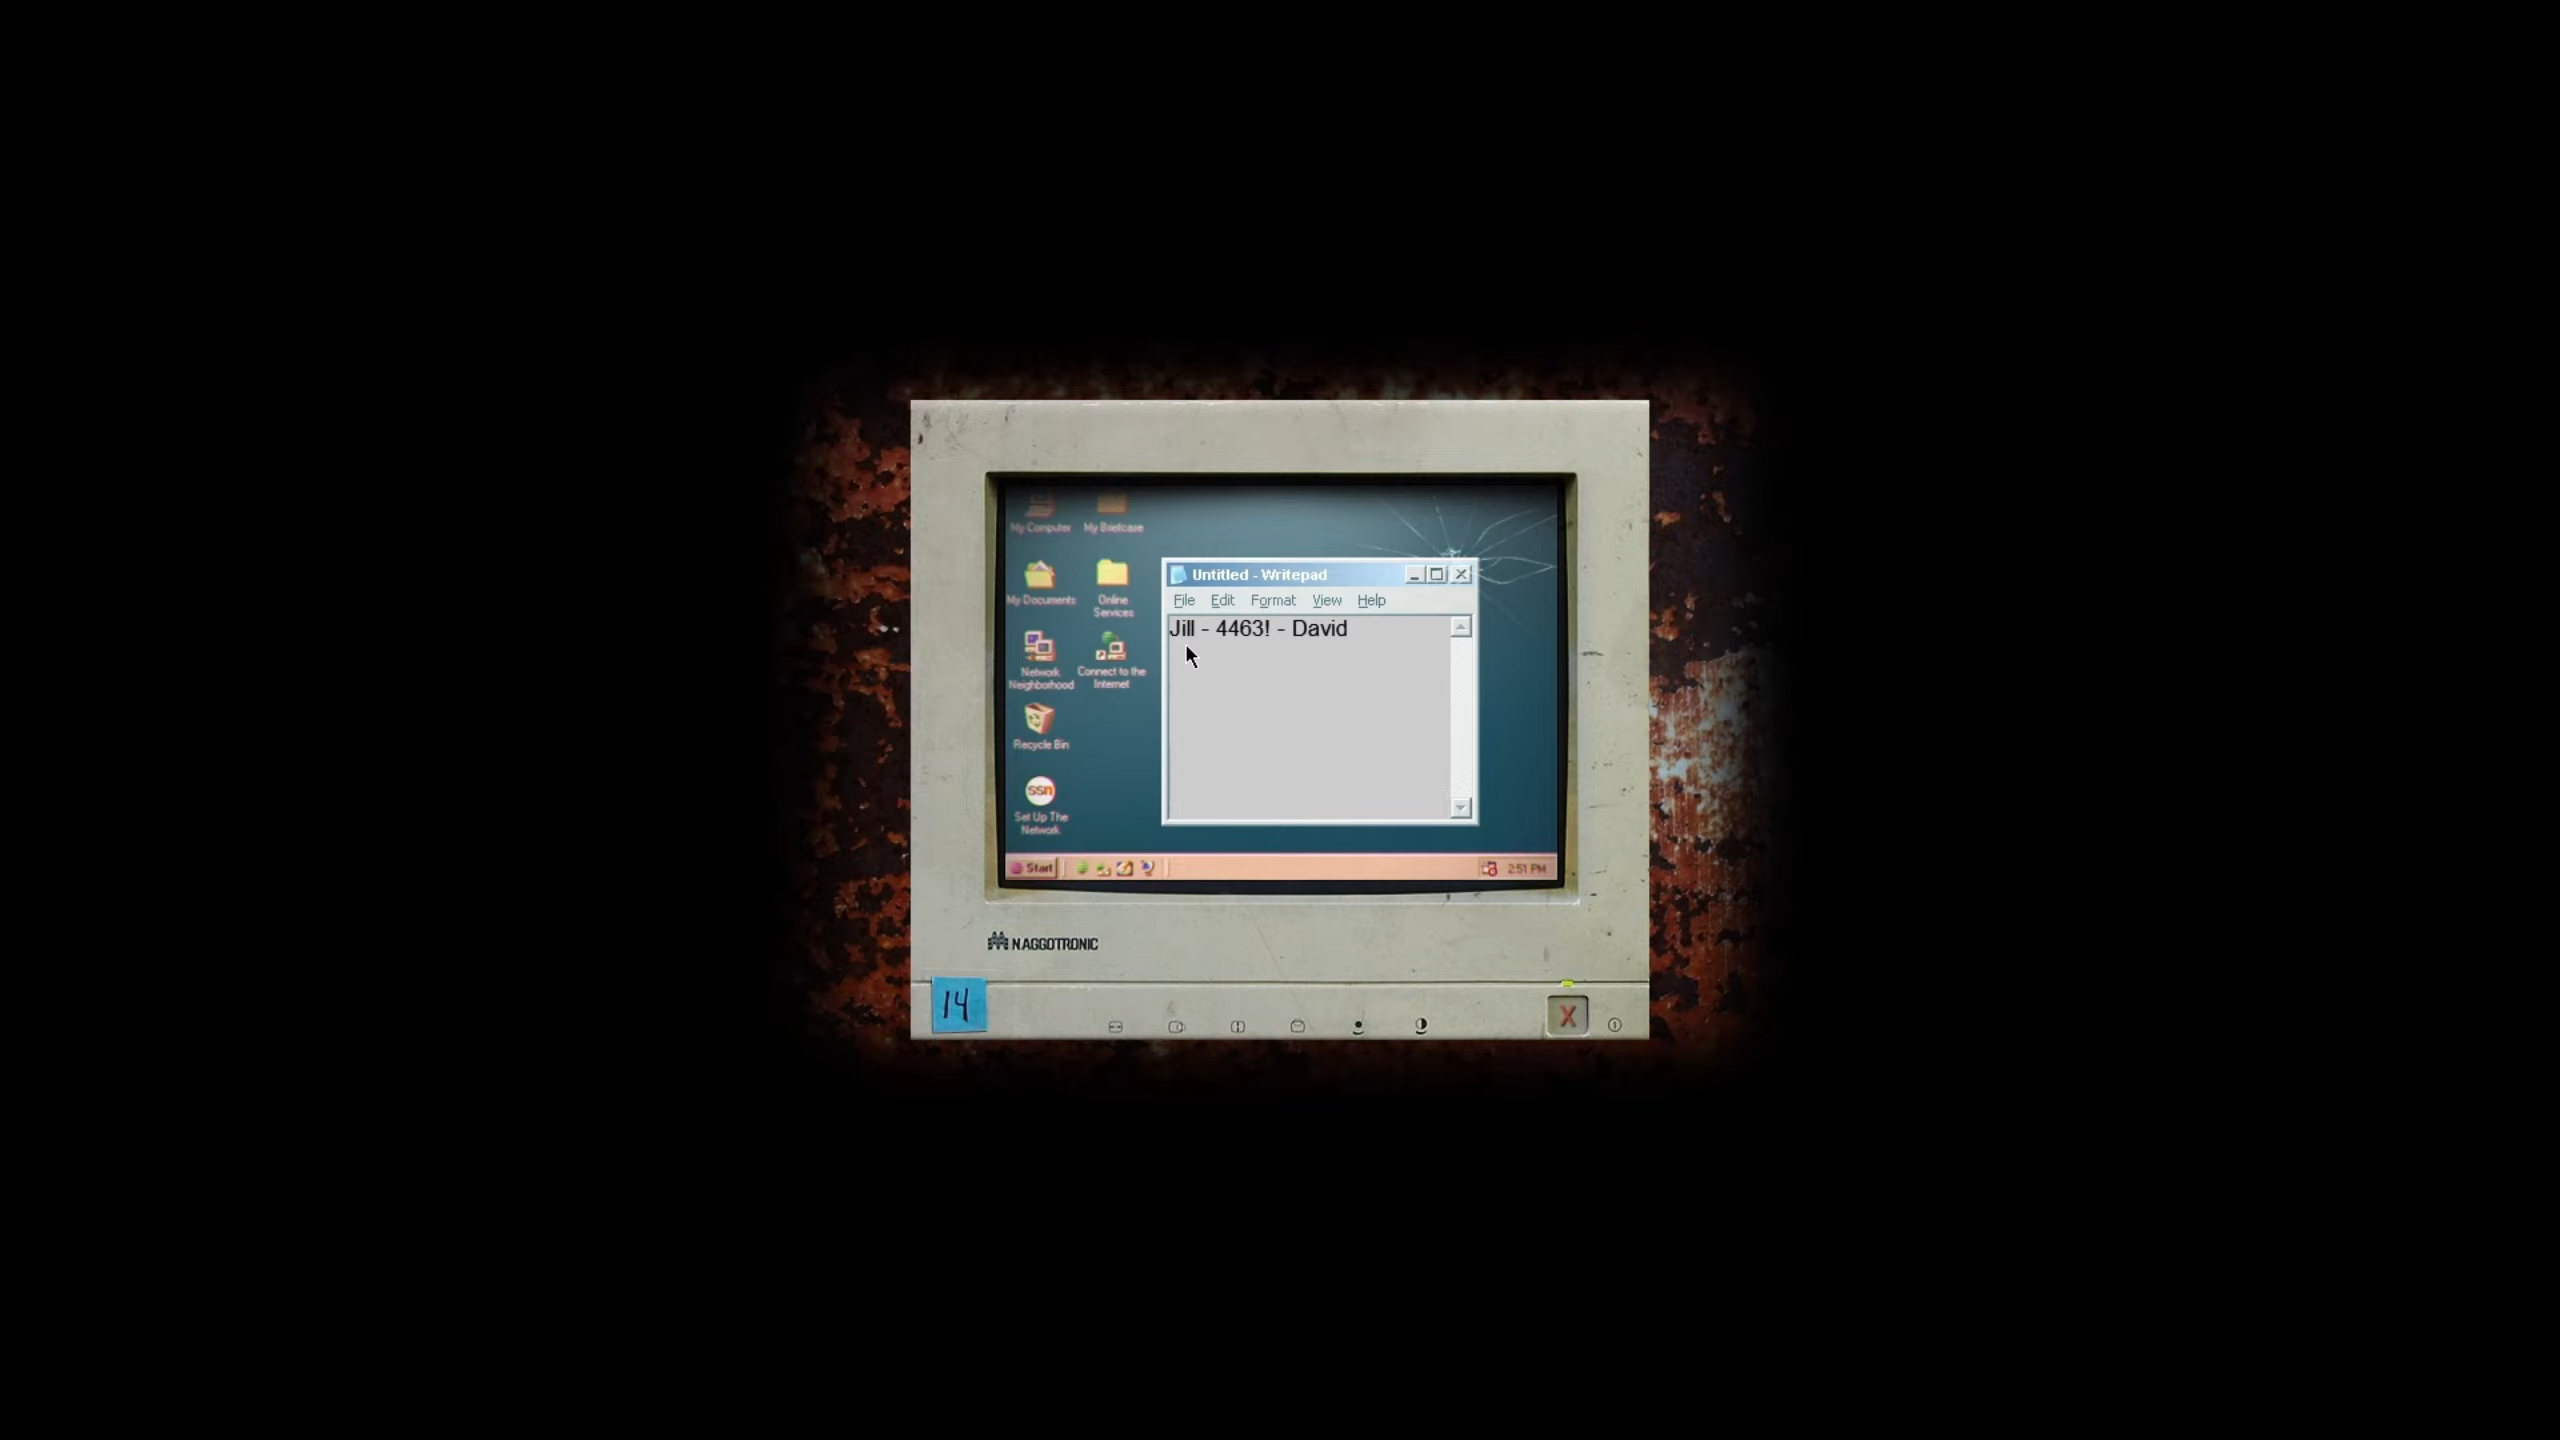 My Computer
My Briefcase
My Documents
Online
Services
Network
Neighborhood
Connect to the
Internet
Recycle Bin
ssn
Set Up The
Network
Untitled - Writepad
File Edit Format View Help
Jill - 4463! - David
Start
2:51 PM
NAGGOTRONIC
14
X